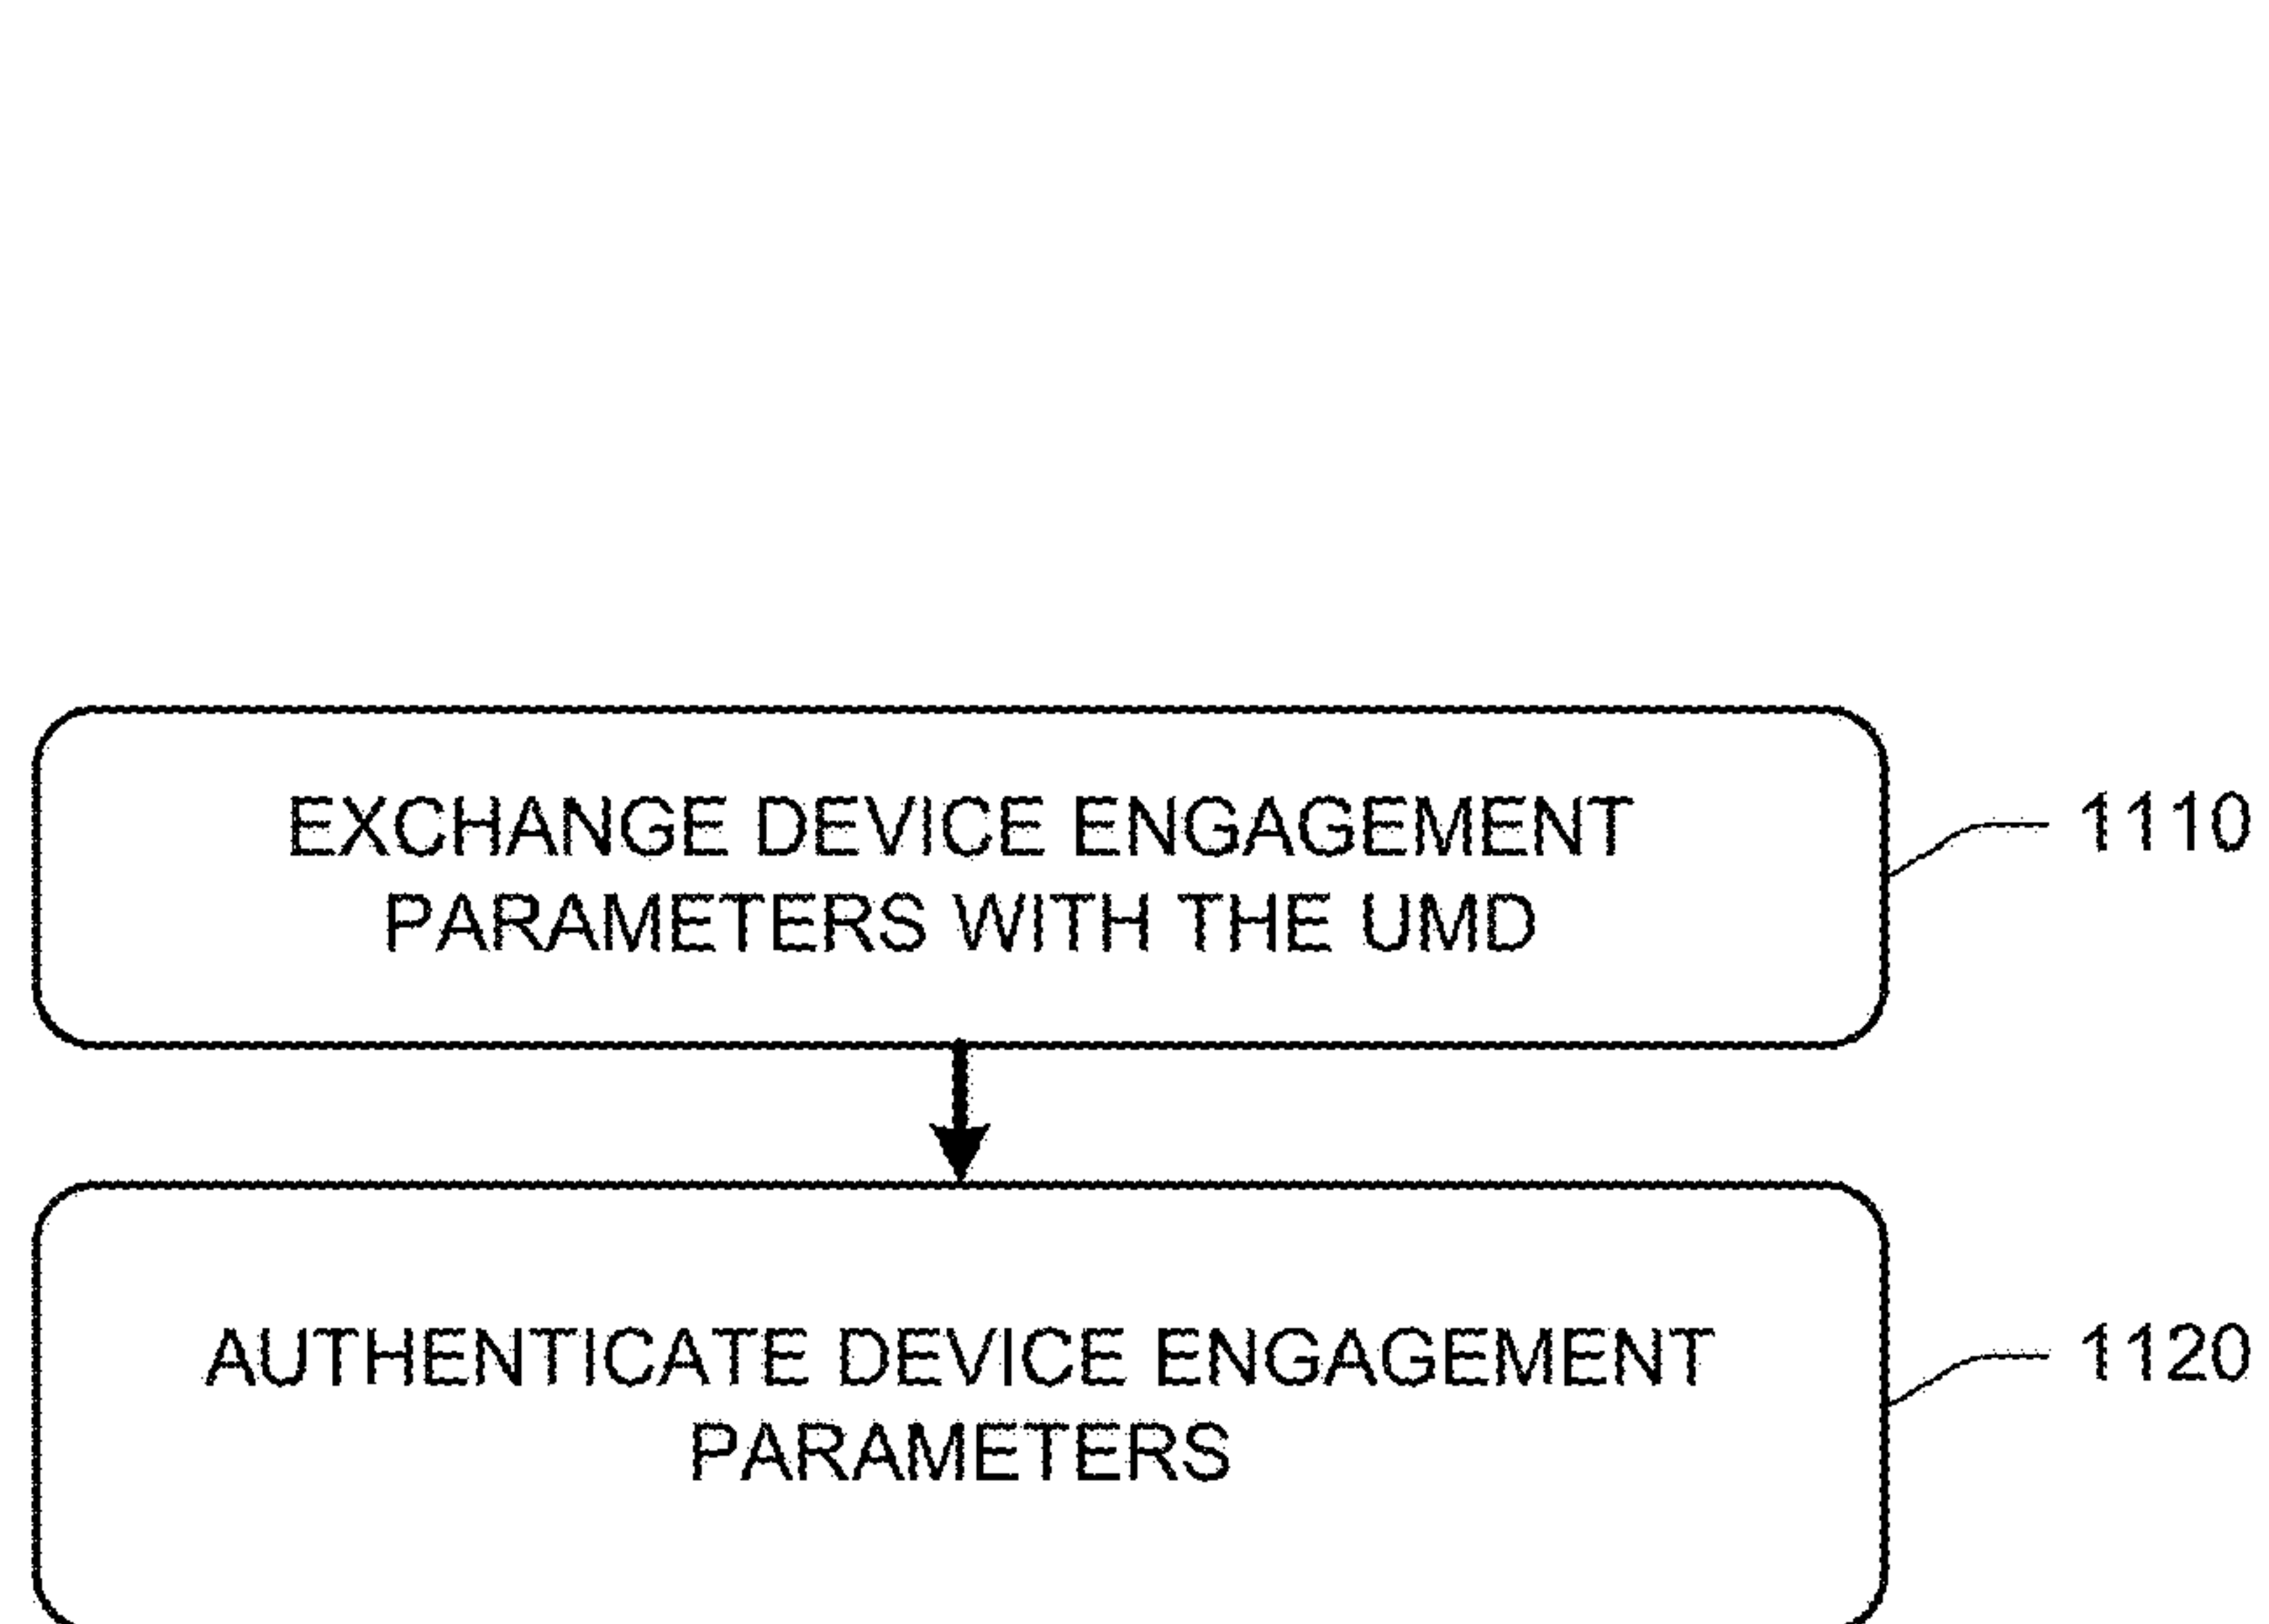 EXCHANGE DEVICE ENGAGEMENT
PARAMETERS WITH THE UMD
1110
AUTHENTICATE DEVICE ENGAGEMENT
PARAMETERS
1120